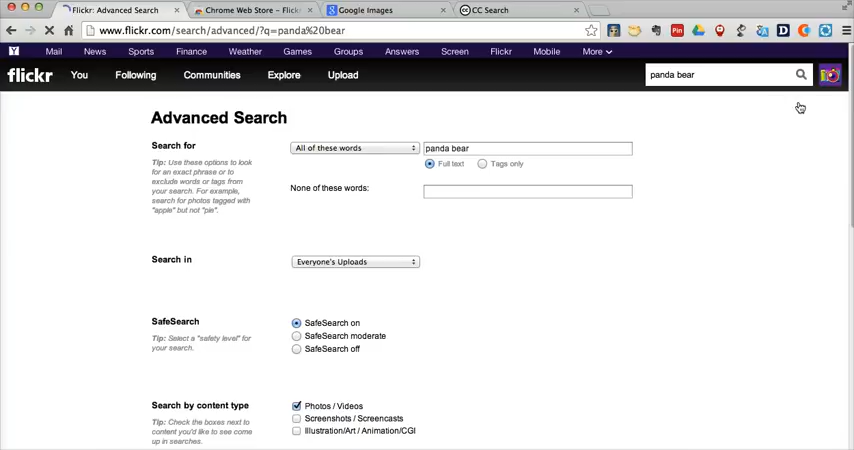 Flickr: Advanced Search
Chrome Web Store - Flickr
Google Images
CC Search
www.flickr.com/search/advanced/?q=panda%20bear
Y Mail News Sports Finance Weather Games Groups Answers Screen Flickr Mobile More
flickr You Following Communities Explore Upload panda bear
Advanced Search
Search for All of these words panda bear
Full text Tags only
Tip: Use these options to look
for an exact phrase or to
exclude words or tags from
your search. For example,
search for photos tagged with
"apple" but not "pie".
None of these words:
Search in Everyone's Uploads
SafeSearch
Tip: Select a "safety level" for
your search.
SafeSearch on
SafeSearch moderate
SafeSearch off
Search by content type
Tip: Check the boxes next to
content you'd like to see come
up in searches.
Photos / Videos
Screenshots / Screencasts
Illustration/Art / Animation/CGI